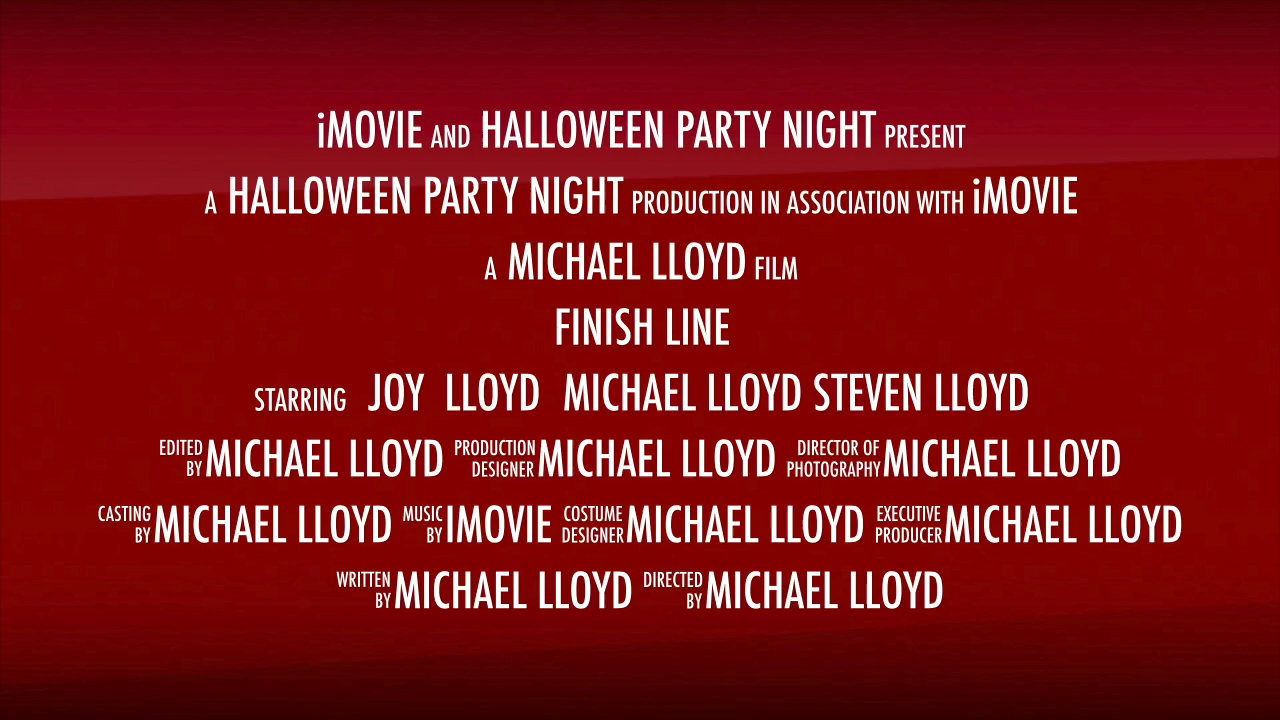 iMOVIE AND HALLOWEEN PARTY NIGHT PRESENT
A HALLOWEEN PARTY NIGHT PRODUCTION IN ASSOCIATION WITH iMOVIE
A MICHAEL LLOYD FILM
FINISH LINE
STARRING JOY LLOYD MICHAEL LLOYD STEVEN LLOYD
EDITED BY MICHAEL LLOYD PRODUCTION DESIGNER MICHAEL LLOYD DIRECTOR OF PHOTOGRAPHY MICHAEL LLOYD
CASTING BY MICHAEL LLOYD MUSIC BY IMOVIE COSTUME DESIGNER MICHAEL LLOYD EXECUTIVE PRODUCER MICHAEL LLOYD
WRITTEN BY MICHAEL LLOYD DIRECTED BY MICHAEL LLOYD